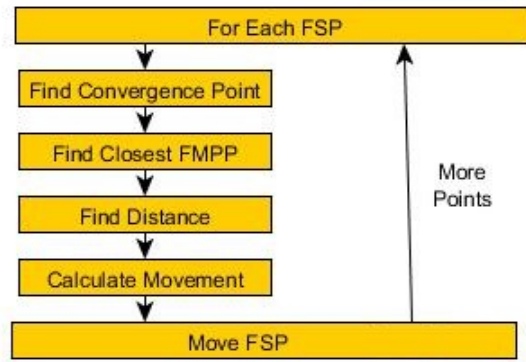 For Each FSP
Find Convergence Point
Find Closest FMPP
Find Distance
Calculate Movement
Move FSP
More
Points